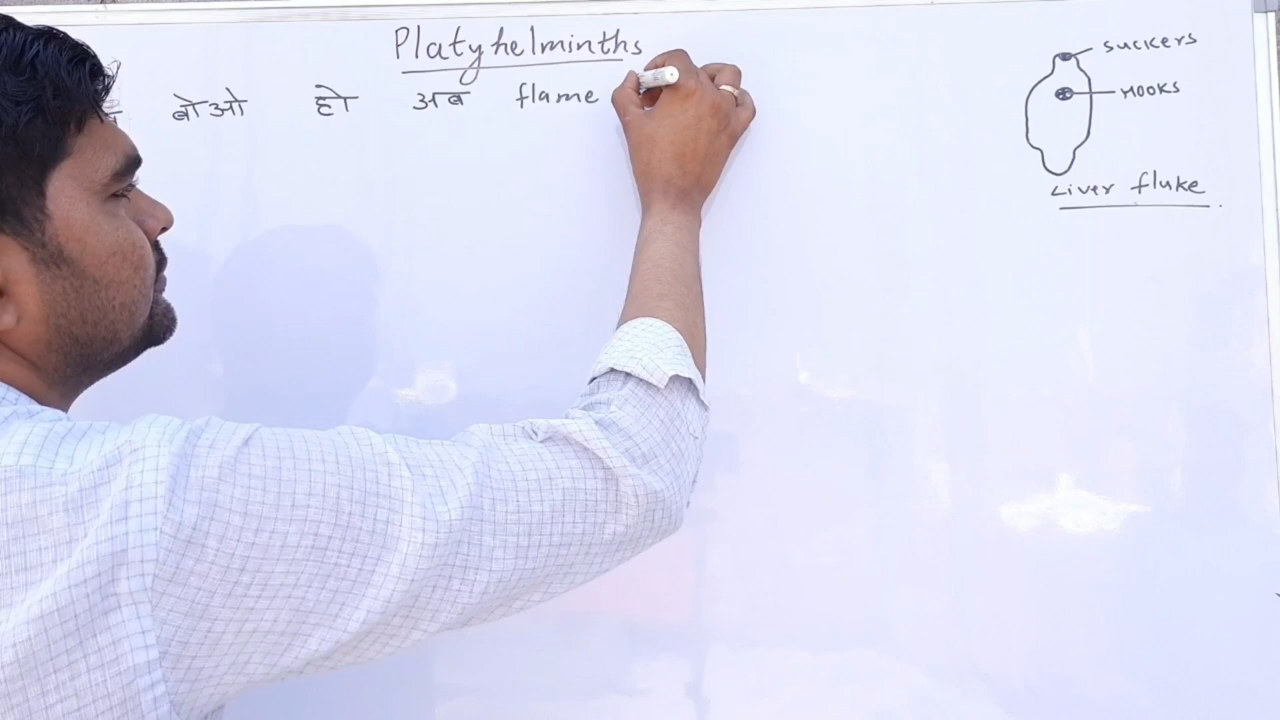 Platyhelminths
बोओ हो अब flame
suckers
Hooks
Liver fluke